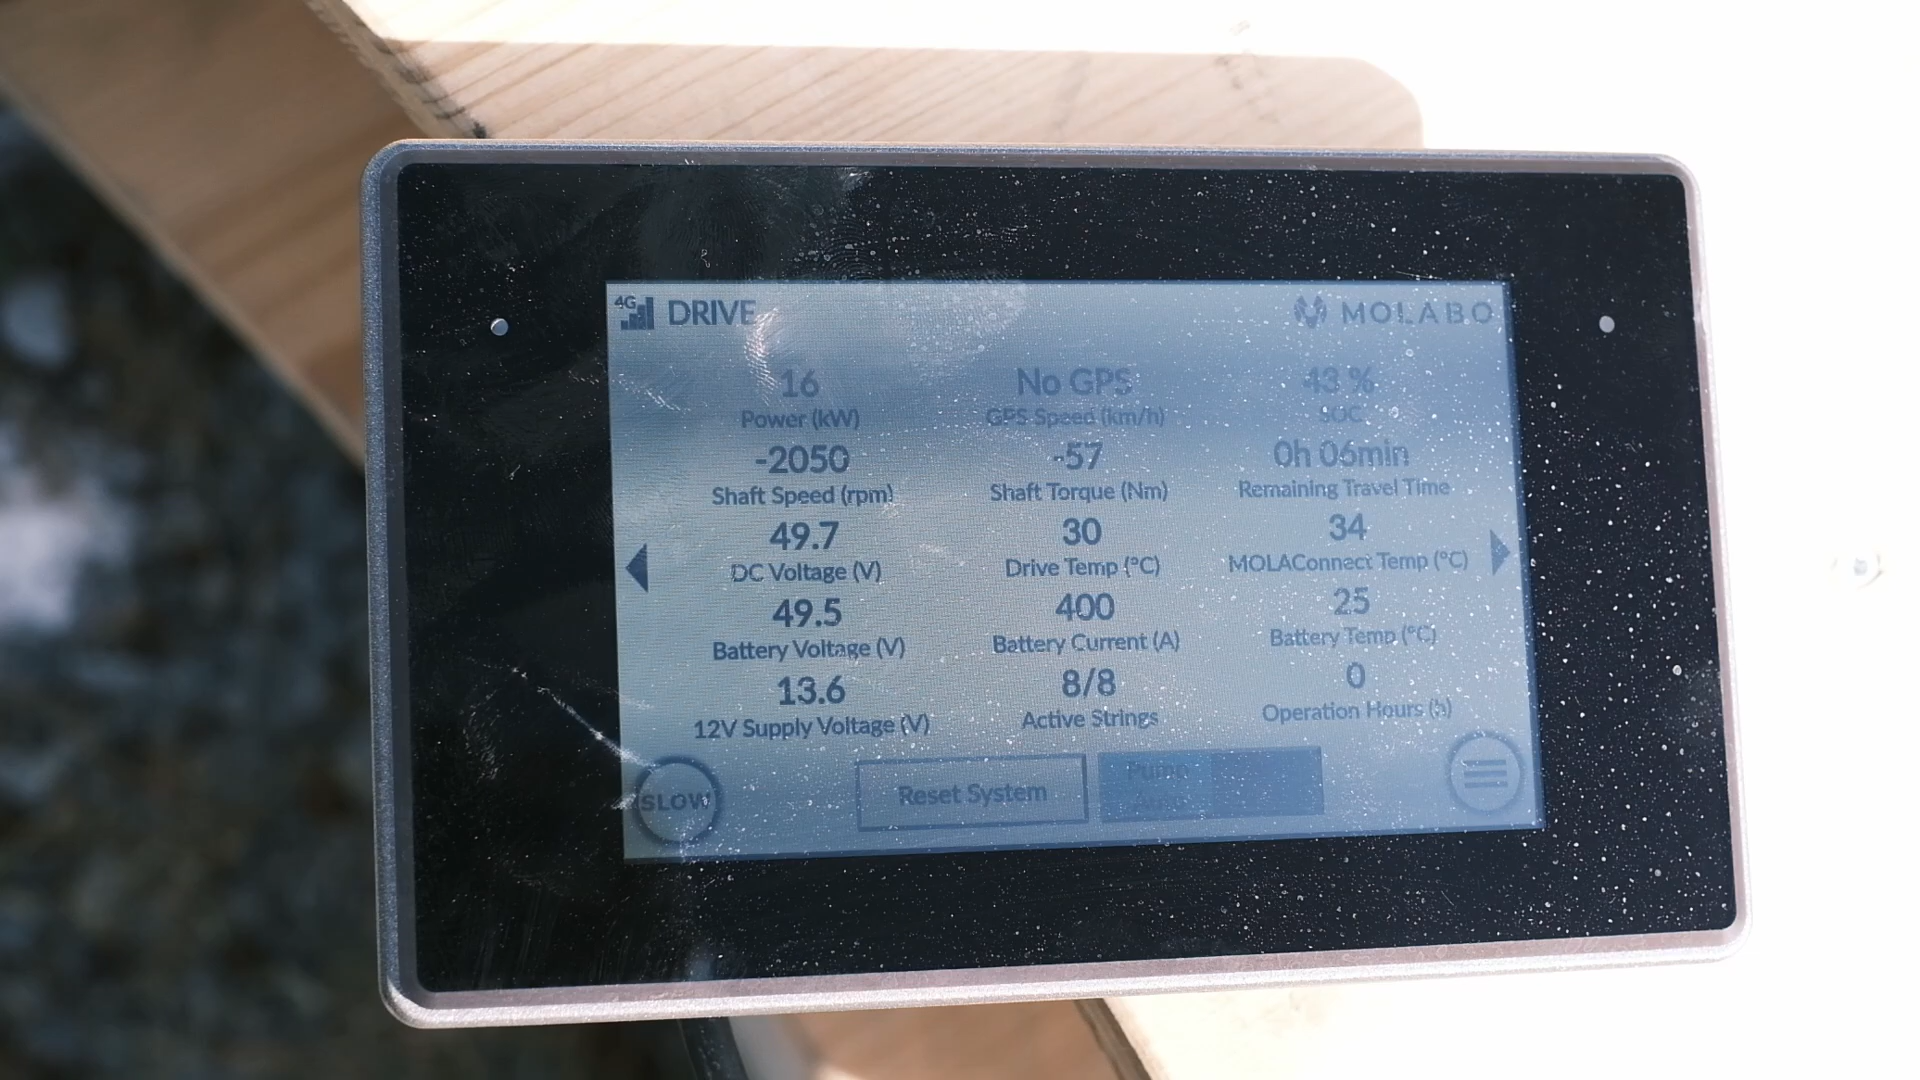 4G DRIVE MOLABO
16 No GPS 43 %
Power (kW) GPS Speed (km/h) SOC
-2050 -57 0h 06min
Shaft Speed (rpm) Shaft Torque (Nm) Remaining Travel Time
49.7 30 34
DC Voltage (V) Drive Temp (°C) MOLAConnect Temp (°C)
49.5 400 25
Battery Voltage (V) Battery Current (A) Battery Temp (°C)
13.6 8/8 0
12V Supply Voltage (V) Active Strings Operation Hours (h)
SLOW Reset System Pump
Auto